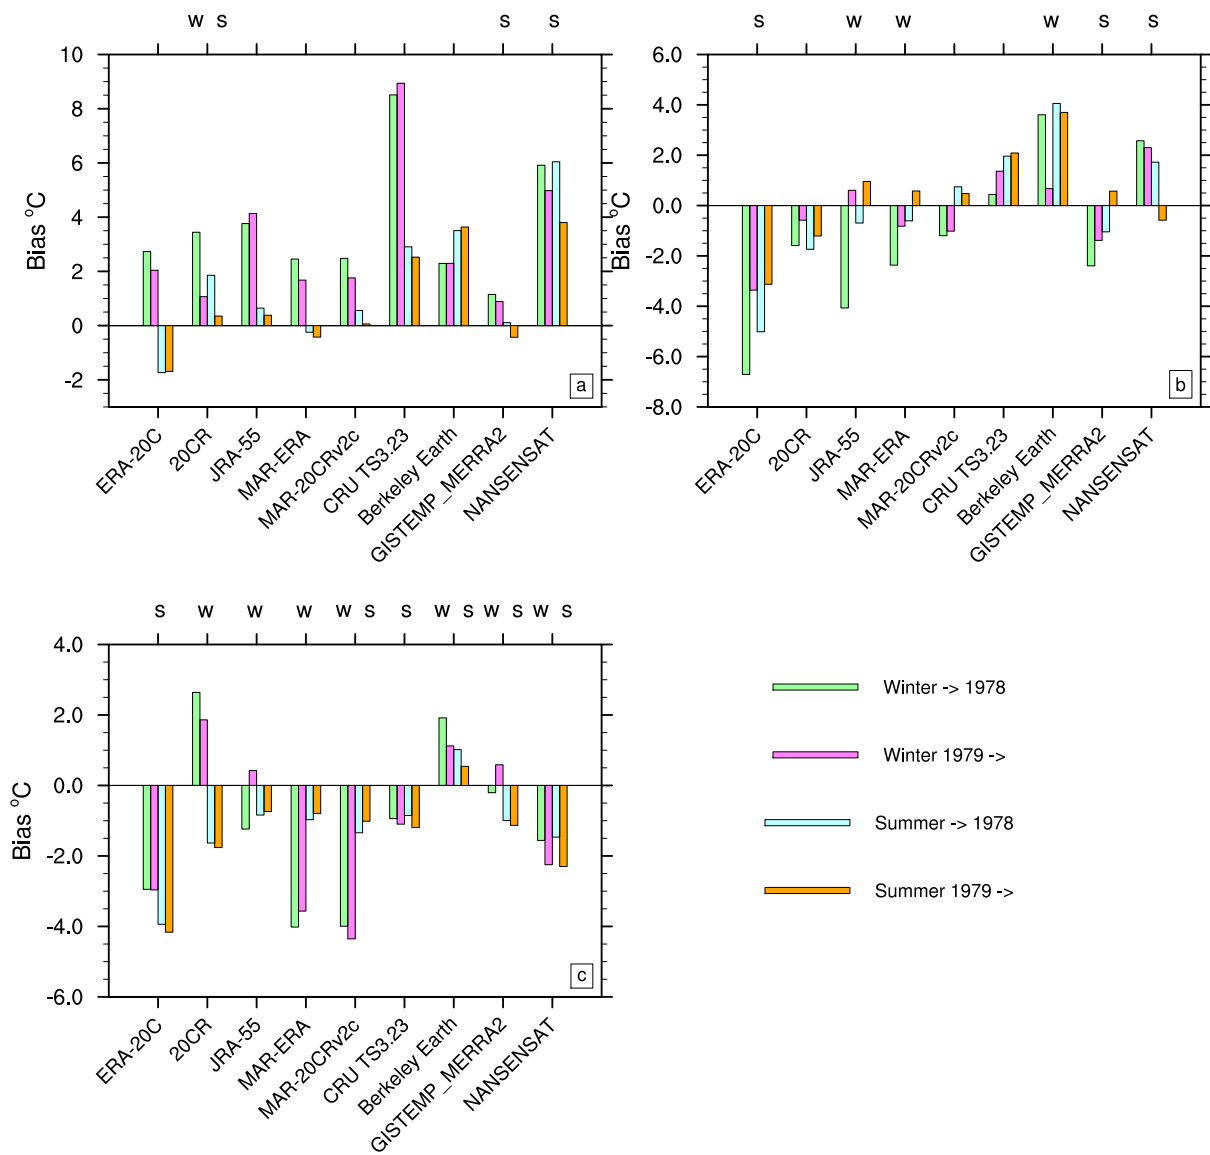 W S S S
10
8
6
4
2
0
-2
Bias °C
a
ERA-20C
20CR
JRA-55
MAR-ERA
MAR-20CRv2c
CRU TS3.23
Berkeley Earth
GISTEMP_MERRA2
NANSENSAT
S W W W S S
6.0
4.0
2.0
0.0
-2.0
-4.0
-6.0
-8.0
Bias °C
b
ERA-20C
20CR
JRA-55
MAR-ERA
MAR-20CRv2c
CRU TS3.23
Berkeley Earth
GISTEMP_MERRA2
NANSENSAT
S W W W W S S W S W S W S
4.0
2.0
0.0
-2.0
-4.0
-6.0
Bias °C
c
ERA-20C
20CR
JRA-55
MAR-ERA
MAR-20CRv2c
CRU TS3.23
Berkeley Earth
GISTEMP_MERRA2
NANSENSAT
Winter -> 1978
Winter 1979 ->
Summer -> 1978
Summer 1979 ->